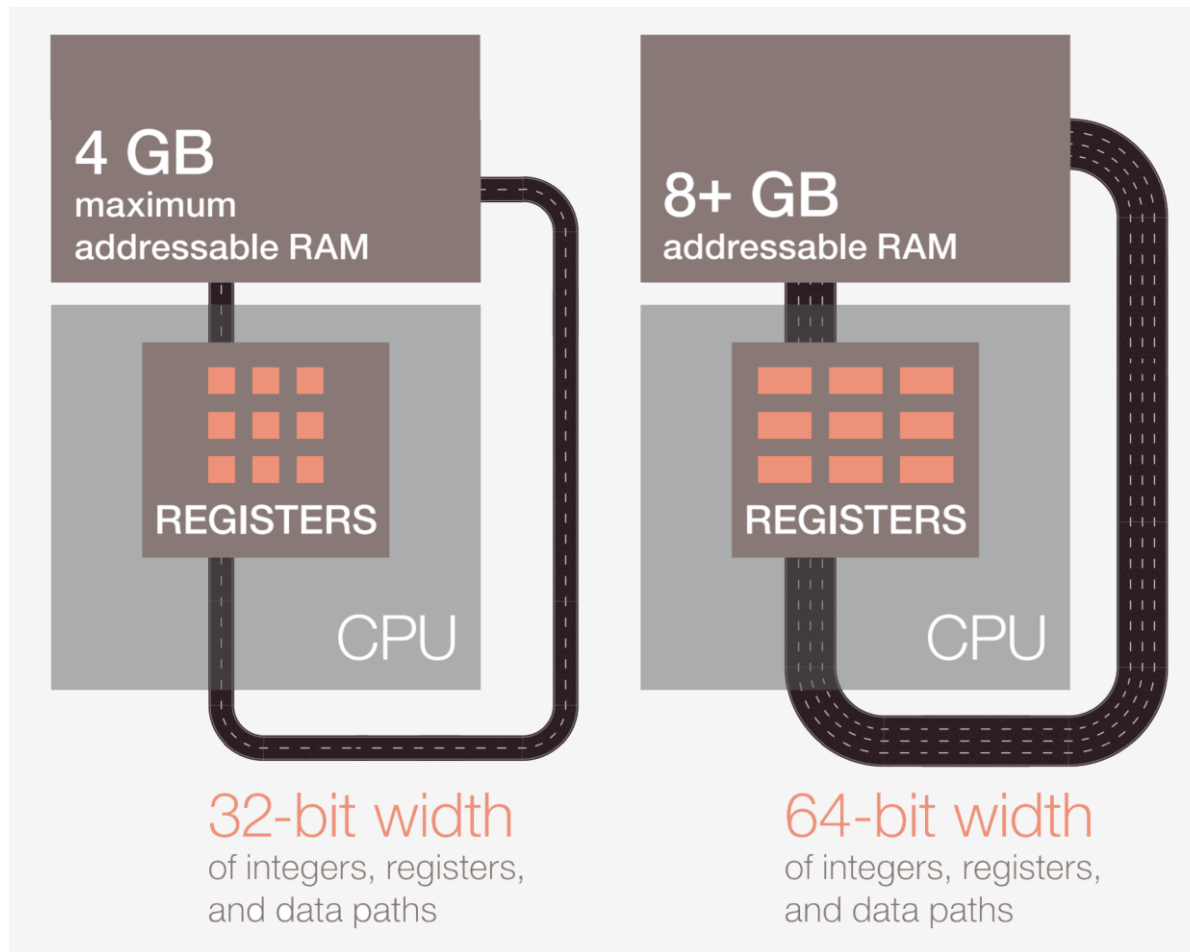 4 GB
maximum
addressable RAM
REGISTERS
CPU
32-bit width
of integers, registers,
and data paths
8+ GB
addressable RAM
REGISTERS
CPU
64-bit width
of integers, registers,
and data paths